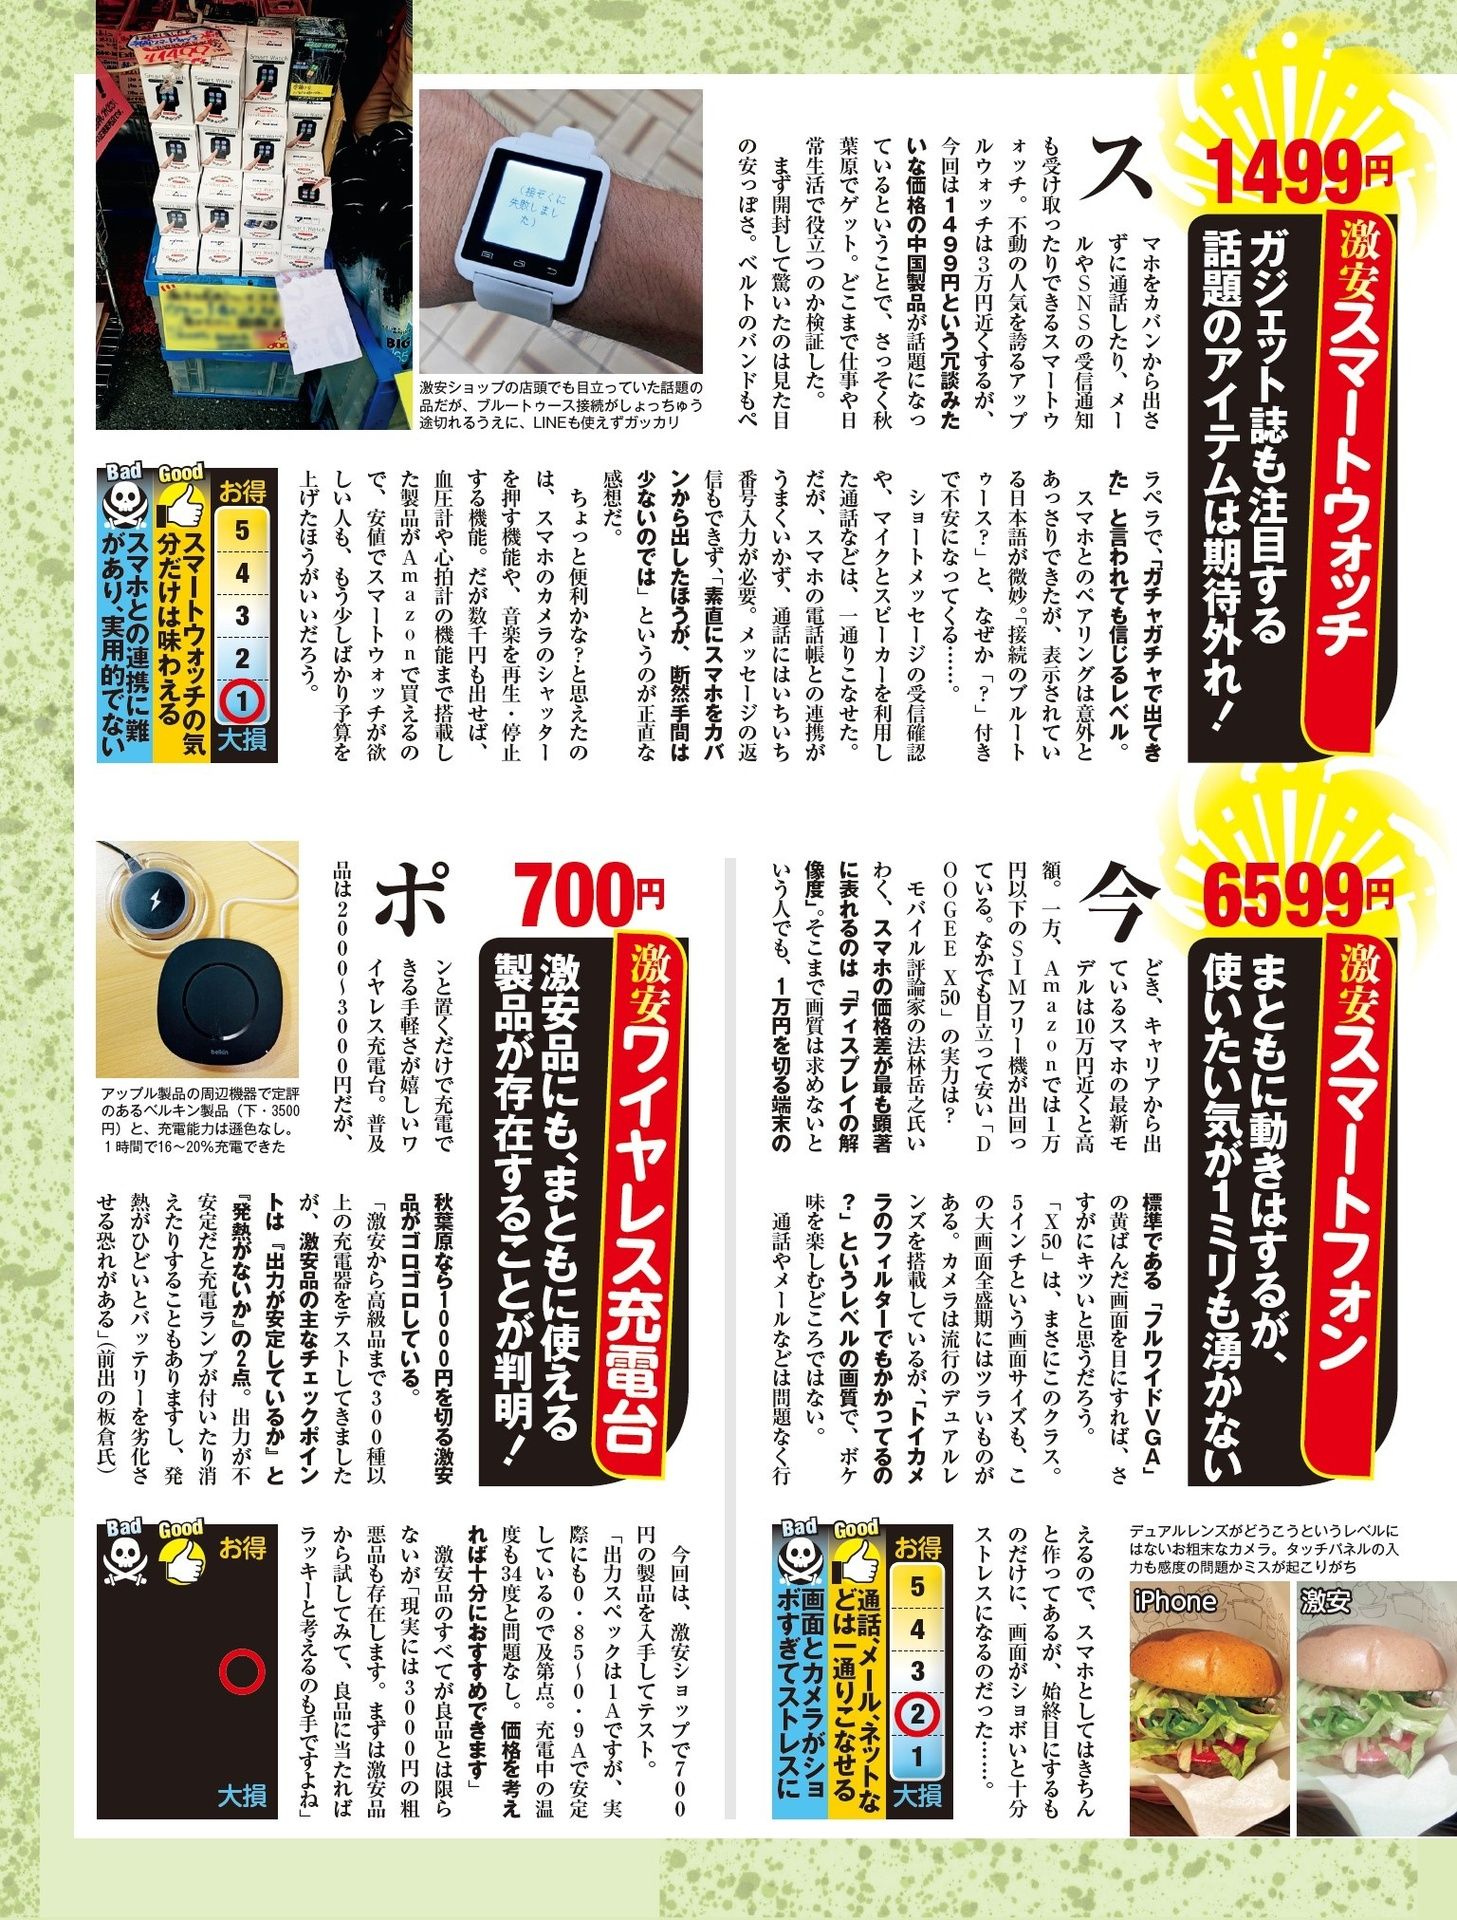 1499円
激安スマートウォッチ
ガジェット誌も注目する
話題のアイテムは期待外れ！
スマホをカバンから出さ
ずに通話したり、メー
ルやSNSの受信通知
も受け取ったりできるスマートウ
ォッチ。不動の人気を誇るアップ
ルウォッチは3万円近くするが、
今回は1499円という冗談みた
いな価格の中国製品が話題になっ
ているということで、さっそく秋
葉原でゲット。どこまで仕事や日
常生活で役立つのか検証した。
まず開封して驚いたのは見た目
の安っぽさ。ベルトのバンドもペ
ラペラで、「ガチャガチャで出てき
た」と言われても信じるレベル。
スマホとのペアリングは意外と
あっさりできたが、表示されてい
る日本語が微妙。「接続のブルート
ゥース？」と、なぜか「？」付き
で不安になってくる……。
ショートメッセージの受信確認
や、マイクとスピーカーを利用し
た通話などは、一通りこなせた。
だが、スマホの電話帳との連携が
うまくいかず、通話にはいちいち
番号入力が必要。メッセージの返
信もできず、「素直にスマホをカバ
ンから出したほうが、断然手間は
少ないのでは」というのが正直な
感想だ。
ちょっと便利かな？と思えたの
は、スマホのカメラのシャッター
を押す機能や、音楽を再生・停止
する機能。だが数千円も出せば、
血圧計や心拍計の機能まで搭載し
た製品がAmazonで買えるの
で、安値でスマートウォッチが欲
しい人も、もう少しばかり予算を
上げたほうがいいだろう。
Smart Watch
（接ぞくに
失敗しまし
た）
激安ショップの店頭でも目立っていた話題の
品だが、ブルートゥース接続がしょっちゅう
途切れるうえに、LINEも使えずガッカリ
お得
5
4
3
2
1
大損
Good
スマートウォッチの気
分だけは味わえる
Bad
スマホとの連携に難
があり、実用的でない
6599円
激安スマートフォン
まともに動きはするが、
使いたい気が1ミリも湧かない
今どき、キャリアから出
ているスマホの最新モ
デルは10万円近くと高
額。一方、Amazonでは1万
円以下のSIMフリー機が出回っ
ている。なかでも目立って安い「D
OOGEE X50」の実力は？
モバイル評論家の法林岳之氏い
わく、スマホの価格差が最も顕著
に表れるのは「ディスプレイの解
像度」。そこまで画質は求めないと
いう人でも、1万円を切る端末の
標準である「フルワイドVGA」
の黄ばんだ画面を目にすれば、さ
すがにキツいと思うだろう。
「X50」は、まさにこのクラス。
5インチという画面サイズも、こ
の大画面全盛期にはツラいものが
ある。カメラは流行のデュアルレ
ンズを搭載しているが、「トイカメ
ラのフィルターでもかかってるの
？」というレベルの画質で、ボケ
味を楽しむどころではない。
通話やメールなどは問題なく行
えるので、スマホとしてはきちん
と作ってあるが、始終目にするも
のだけに、画面がショボいと十分
ストレスになるのだった……。
デュアルレンズがどうこうというレベルに
はないお粗末なカメラ。タッチパネルの入
力も感度の問題かミスが起こりがち
iPhone
激安
お得
5
4
3
2
1
大損
Good
通話、メール、ネットな
どは一通りこなせる
Bad
画面とカメラがショ
ボすぎてストレスに
700円
激安ワイヤレス充電台
激安品にも、まともに使える
製品が存在することが判明！
ポンと置くだけで充電で
きる手軽さが嬉しいワ
イヤレス充電台。普及
品は2000～3000円だが、
秋葉原なら1000円を切る激安
品がゴロゴロしている。
「激安から高級品まで300種以
上の充電器をテストしてきました
が、激安品の主なチェックポイン
トは『出力が安定しているか』と
『発熱がないか』の2点。出力が不
安定だと充電ランプが付いたり消
えたりすることもありますし、発
熱がひどいとバッテリーを劣化さ
せる恐れがある」（前出の板倉氏）
今回は、激安ショップで700
円の製品を入手してテスト。
「出力スペックは1Aですが、実
際にも0・85～0・9Aで安定
しているので及第点。充電中の温
度も34度と問題なし。価格を考え
れば十分におすすめできます」
激安品のすべてが良品とは限ら
ないが「現実には3000円の粗
悪品も存在します。まずは激安品
から試してみて、良品に当たれば
ラッキーと考えるのも手ですよね」
belkin
アップル製品の周辺機器で定評
のあるベルキン製品（下・3500
円）と、充電能力は遜色なし。
1時間で16～20％充電できた
お得
大損
Good
Bad